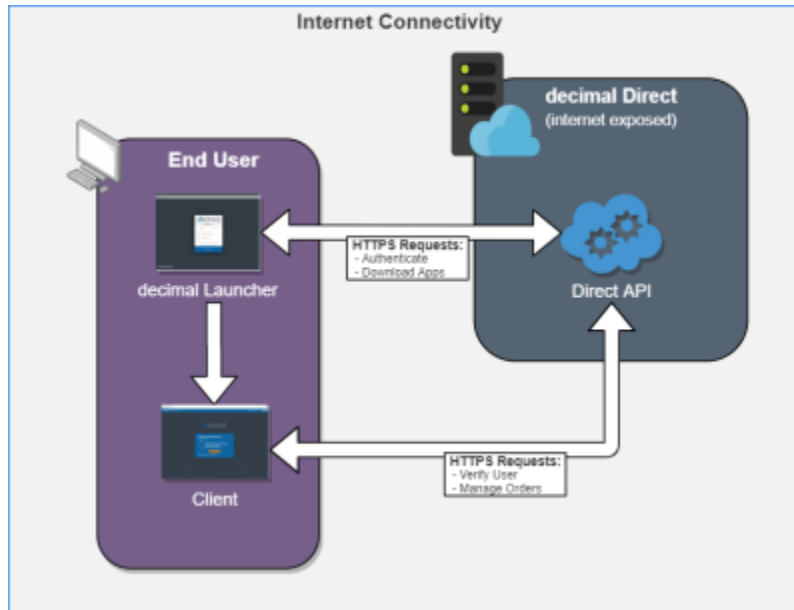 Internet Connectivity
decimal Direct
(internet exposed)
End User
HTTPS Requests:
- Authenticate
- Download Apps
decimal Launcher
Direct API
HTTPS Requests:
- Verify User
- Manage Orders
Client